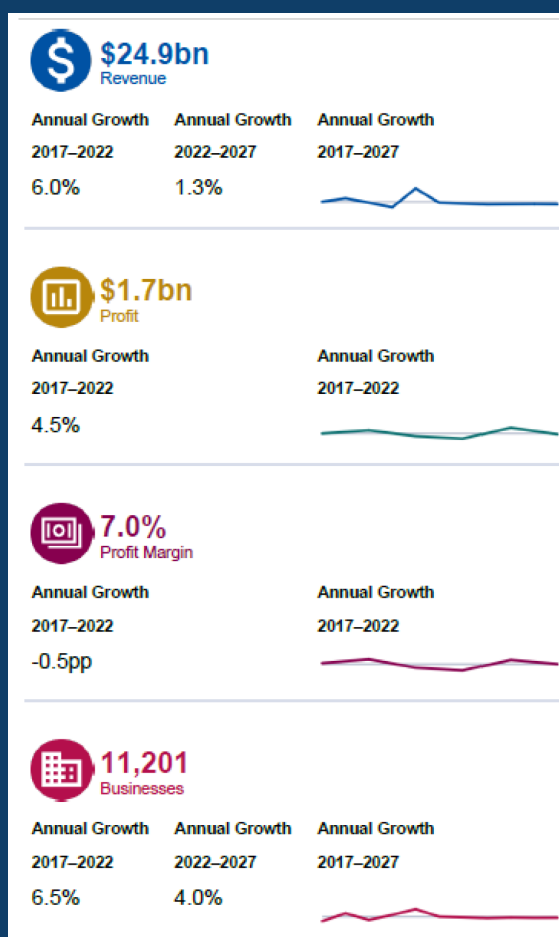 $24.9bn
Revenue
Annual Growth Annual Growth Annual Growth
2017–2022 2022–2027 2017–2027
6.0% 1.3%
$1.7bn
Profit
Annual Growth Annual Growth
2017–2022 2017–2022
4.5%
7.0%
Profit Margin
Annual Growth Annual Growth
2017–2022 2017–2022
-0.5pp
11,201
Businesses
Annual Growth Annual Growth Annual Growth
2017–2022 2022–2027 2017–2027
6.5% 4.0%